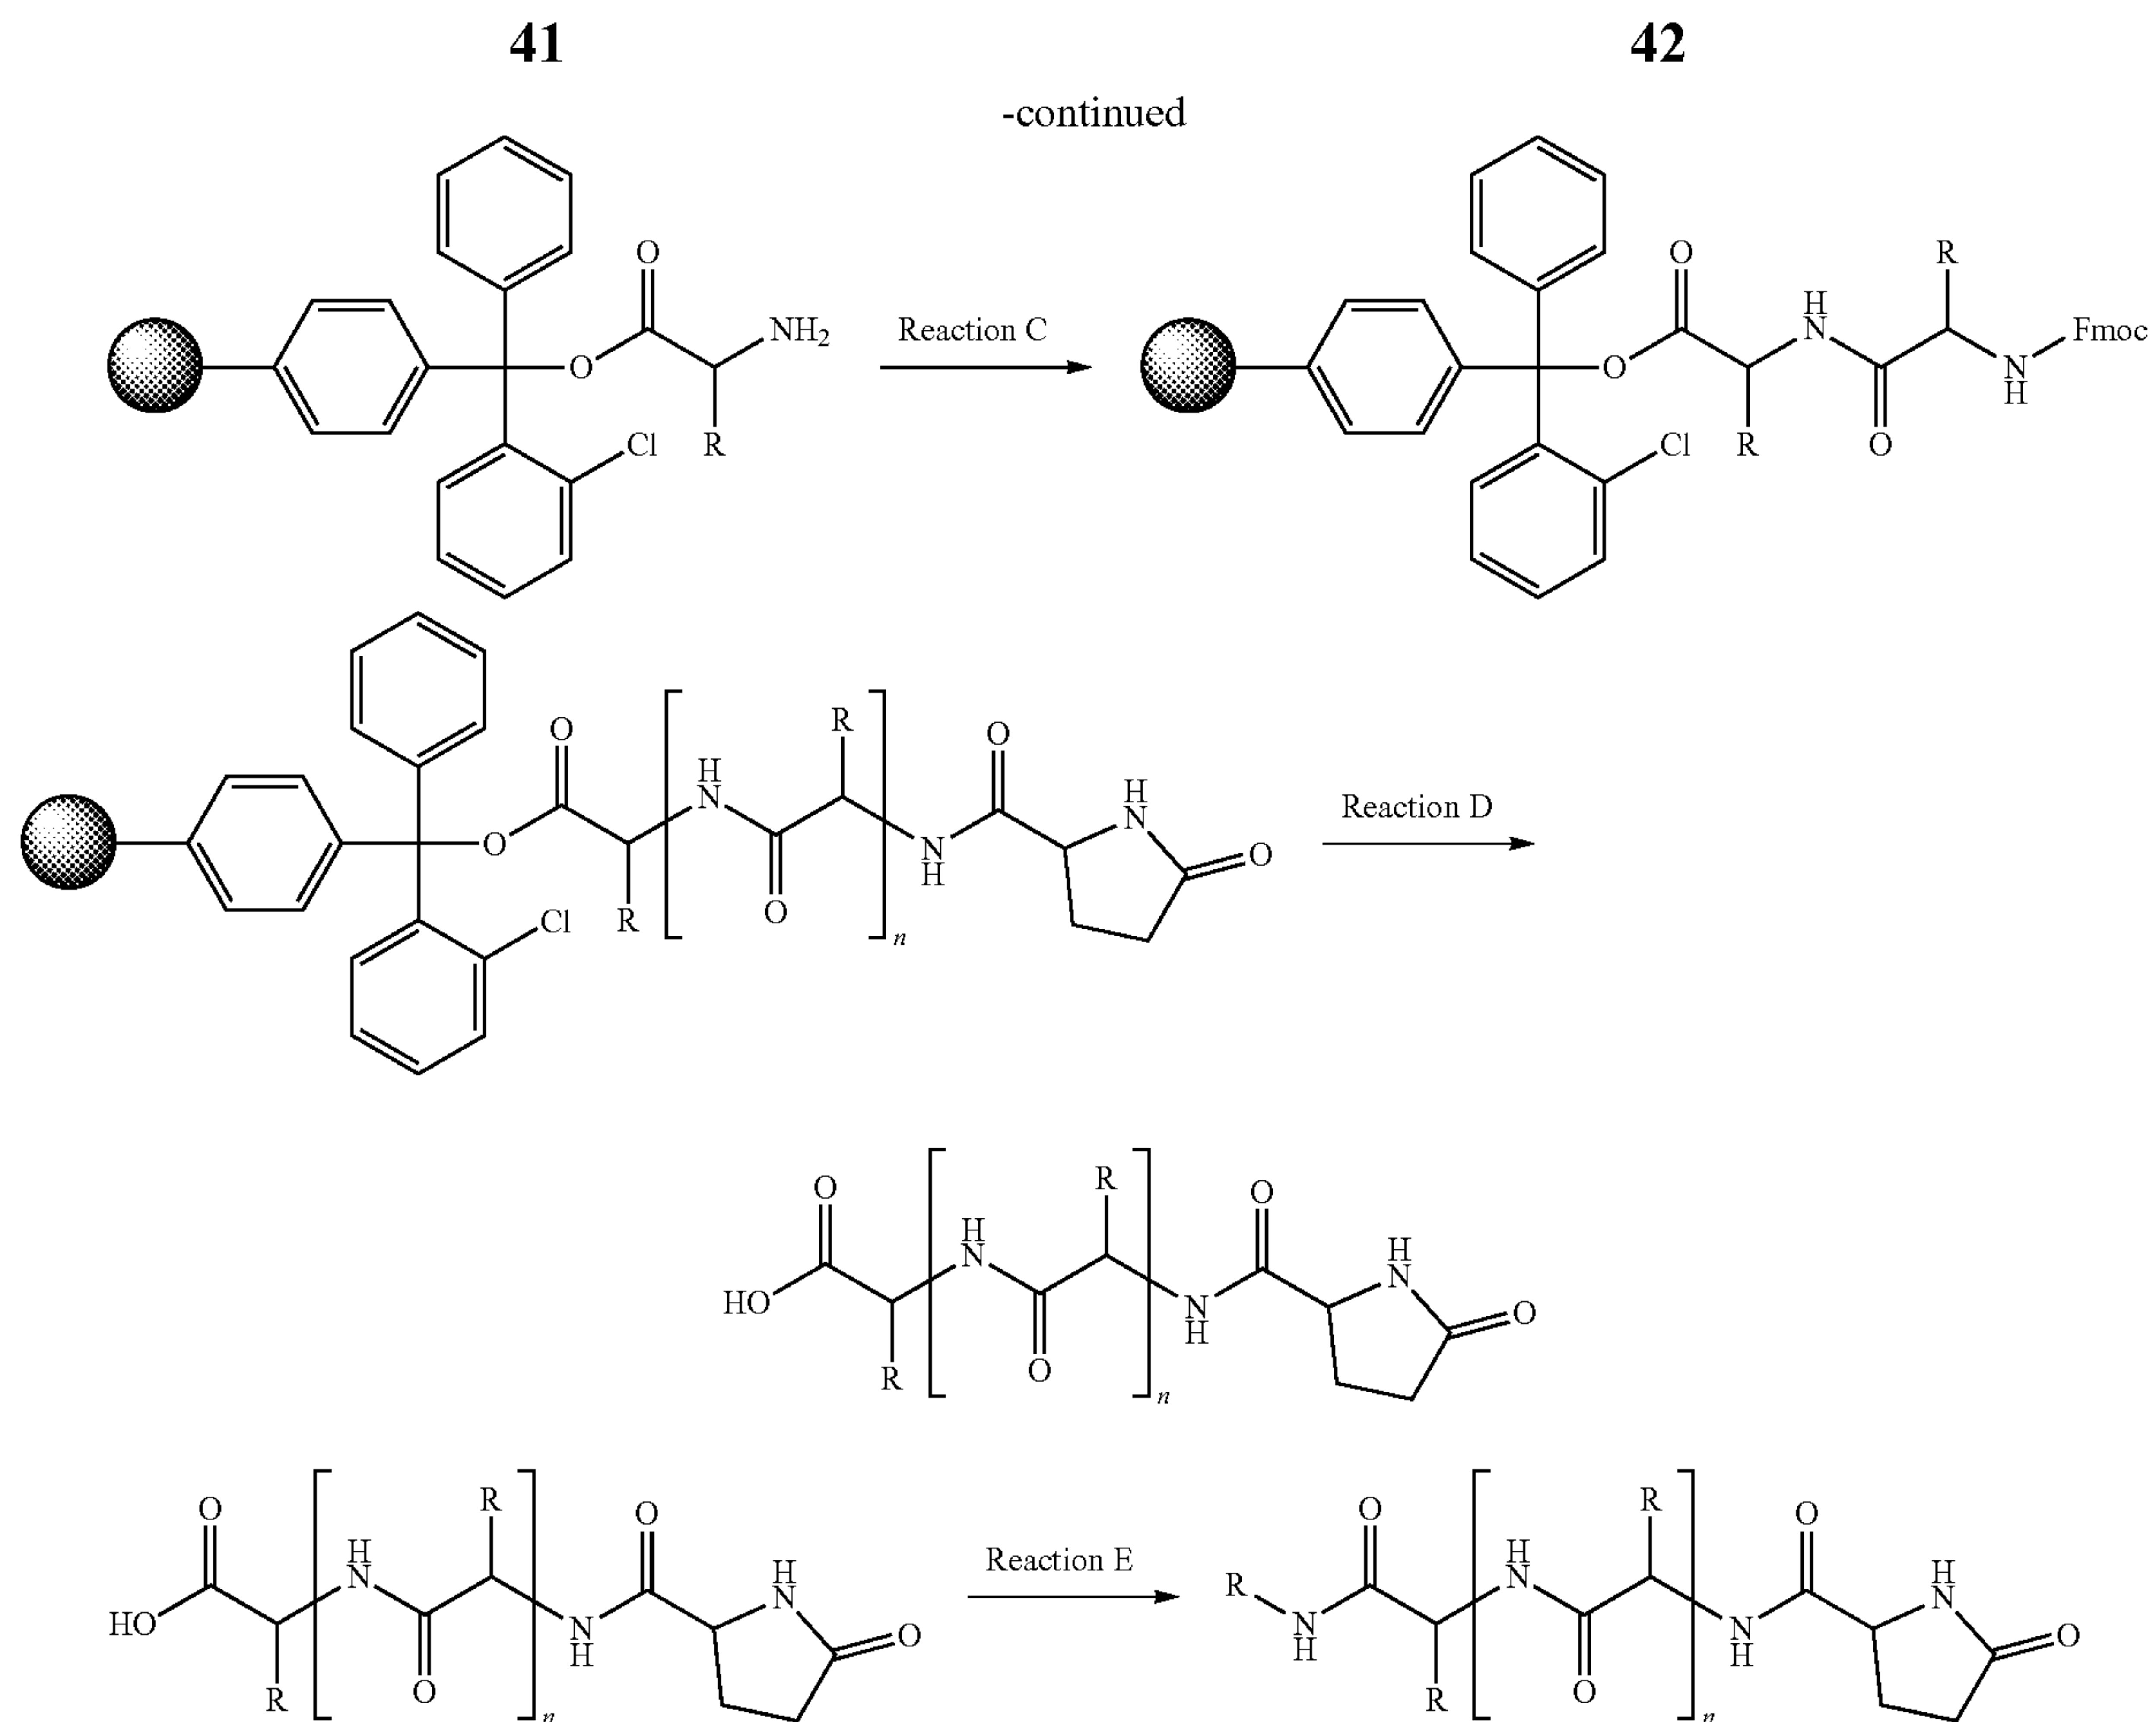 41 42
-continued
O NH2 O R Cl
Reaction C
O O R H N O R N H Fmoc Cl
O O R H N O R n N H O H N O Cl
Reaction D
HO O R H N O R n N H O H N O
HO O R H N O R n N H O H N O
Reaction E
R N H O R H N O R n N H O H N O